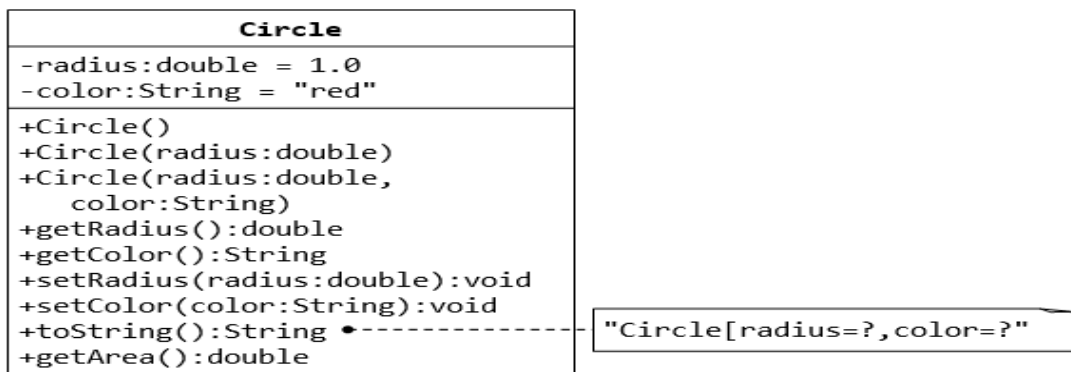 Circle
-radius:double = 1.0
-color:String = "red"
+Circle()
+Circle(radius:double)
+Circle(radius:double,
color:String)
+getRadius():double
+getColor():String
+setRadius(radius:double):void
+setColor(color:String):void
+toString():String
"Circle[radius=?,color=?"
+getArea():double